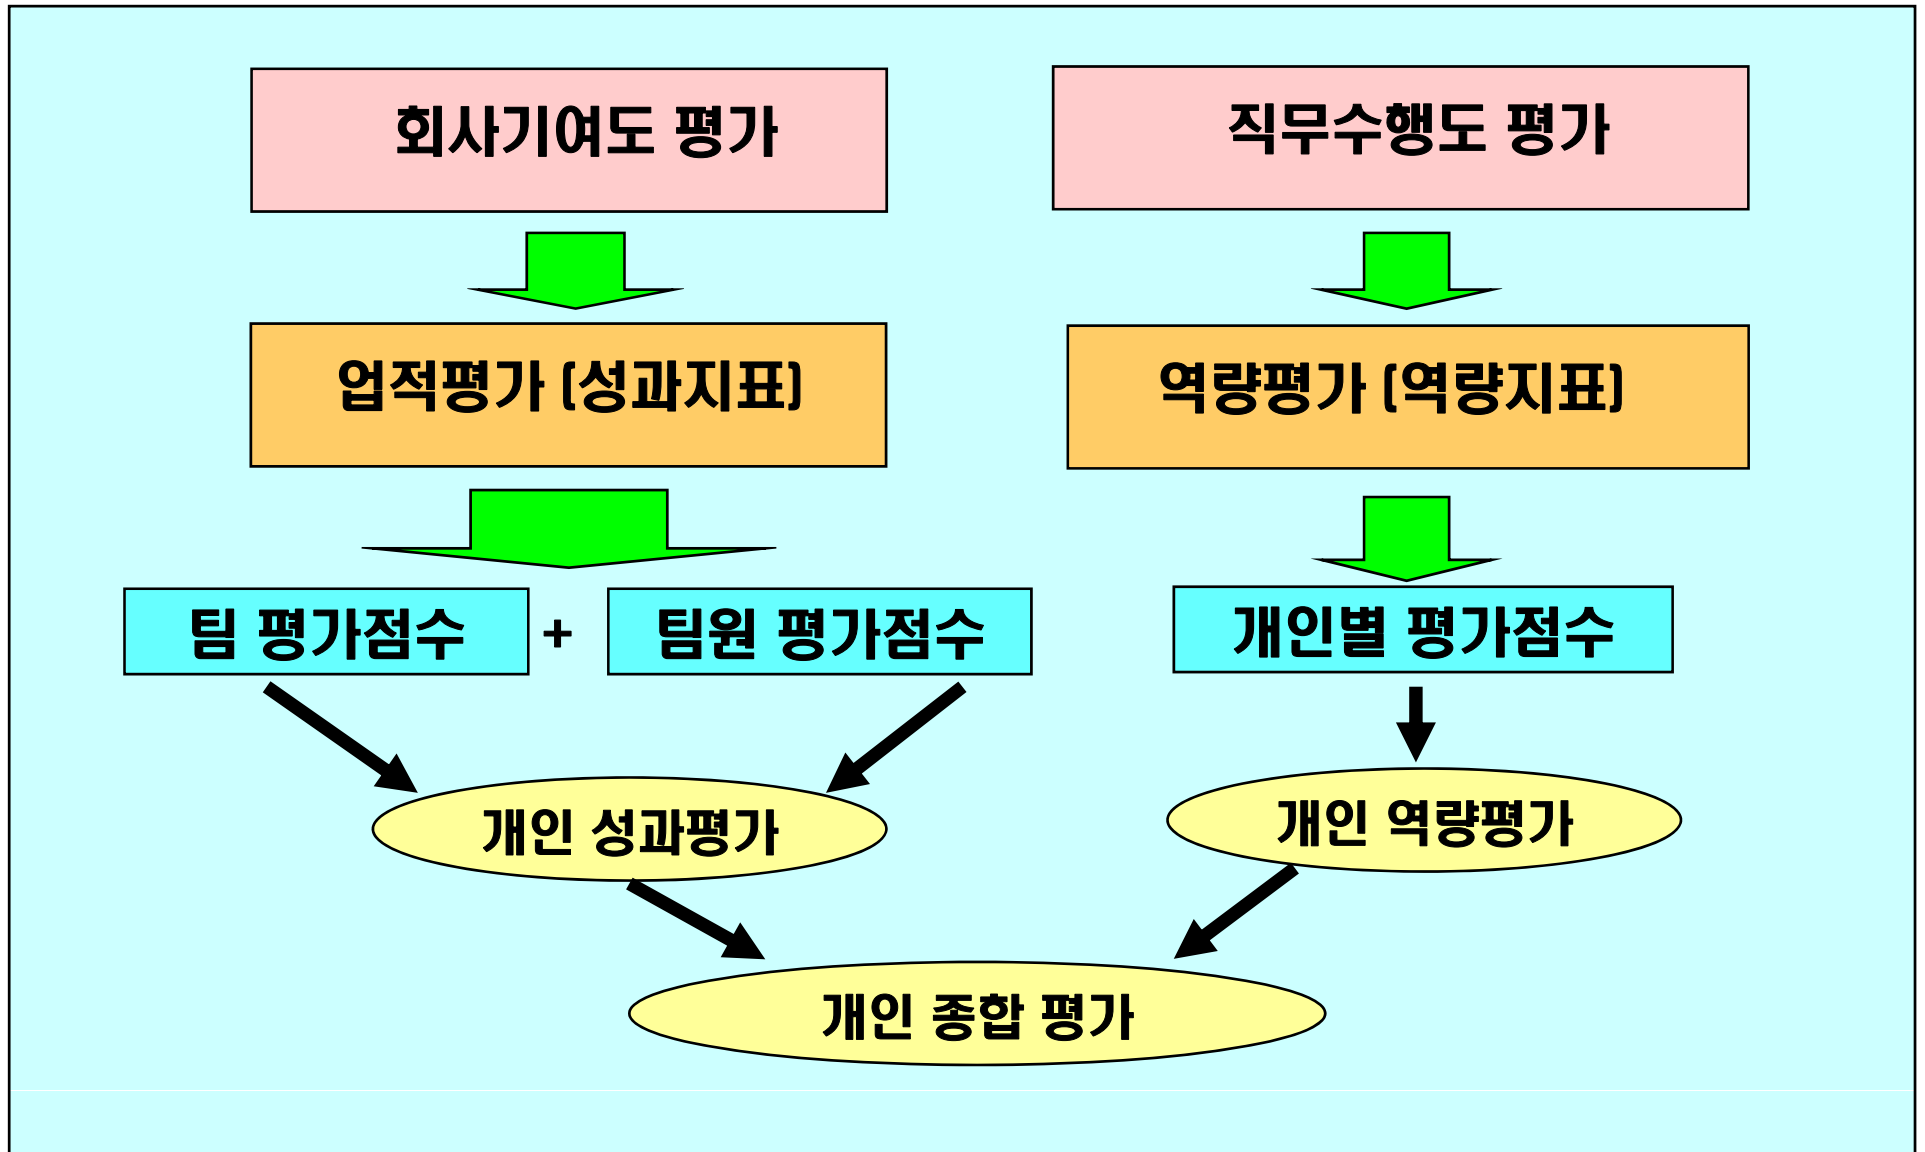 회사기여도 평가
직무수행도 평가
업적평가 (성과지표)
역량평가 (역량지표)
팀 평가점수 + 팀원 평가점수
개인별 평가점수
개인 성과평가
개인 역량평가
개인 종합 평가